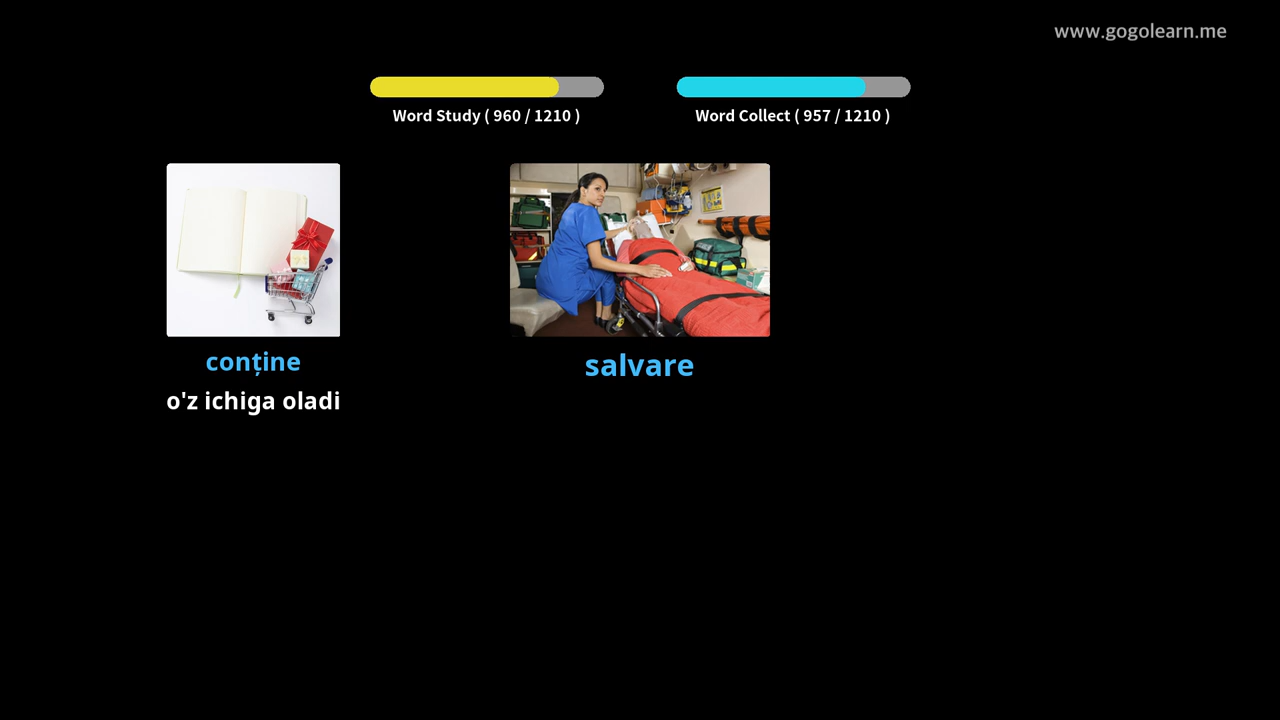 www.gogolearn.me
Word Study ( 960 / 1210 )
Word Collect ( 957 / 1210 )
conține
o'z ichiga oladi
salvare